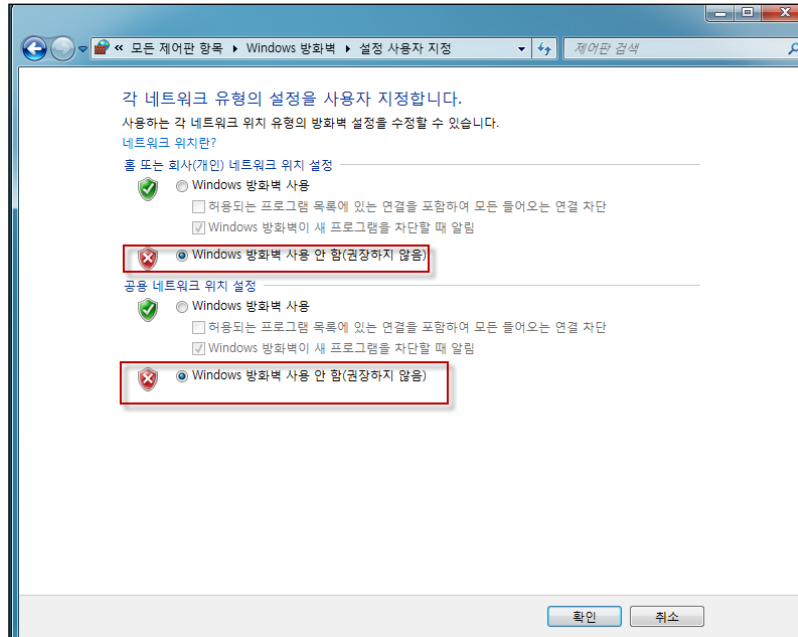 « 모든 제어판 항목 ▸ Windows 방화벽 ▸ 설정 사용자 지정
제어판 검색
각 네트워크 유형의 설정을 사용자 지정합니다.
사용하는 각 네트워크 위치 유형의 방화벽 설정을 수정할 수 있습니다.
네트워크 위치란?
홈 또는 회사(개인) 네트워크 위치 설정
Windows 방화벽 사용
허용되는 프로그램 목록에 있는 연결을 포함하여 모든 들어오는 연결 차단
Windows 방화벽이 새 프로그램을 차단할 때 알림
Windows 방화벽 사용 안 함(권장하지 않음)
공용 네트워크 위치 설정
Windows 방화벽 사용
허용되는 프로그램 목록에 있는 연결을 포함하여 모든 들어오는 연결 차단
Windows 방화벽이 새 프로그램을 차단할 때 알림
Windows 방화벽 사용 안 함(권장하지 않음)
확인 취소